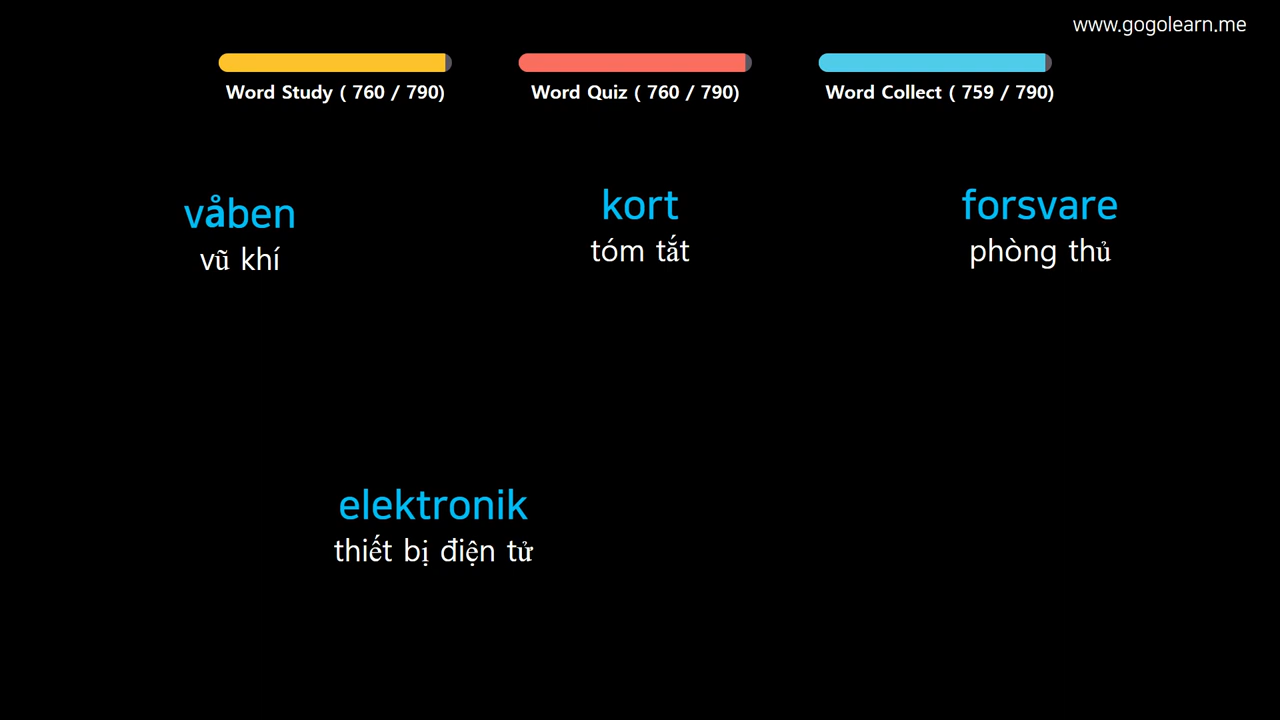 www.gogolearn.me
Word Study ( 760 / 790)
Word Quiz ( 760 / 790)
Word Collect ( 759 / 790)
våben
vũ khí
kort
tóm tắt
forsvare
phòng thủ
elektronik
thiết bị điện tử